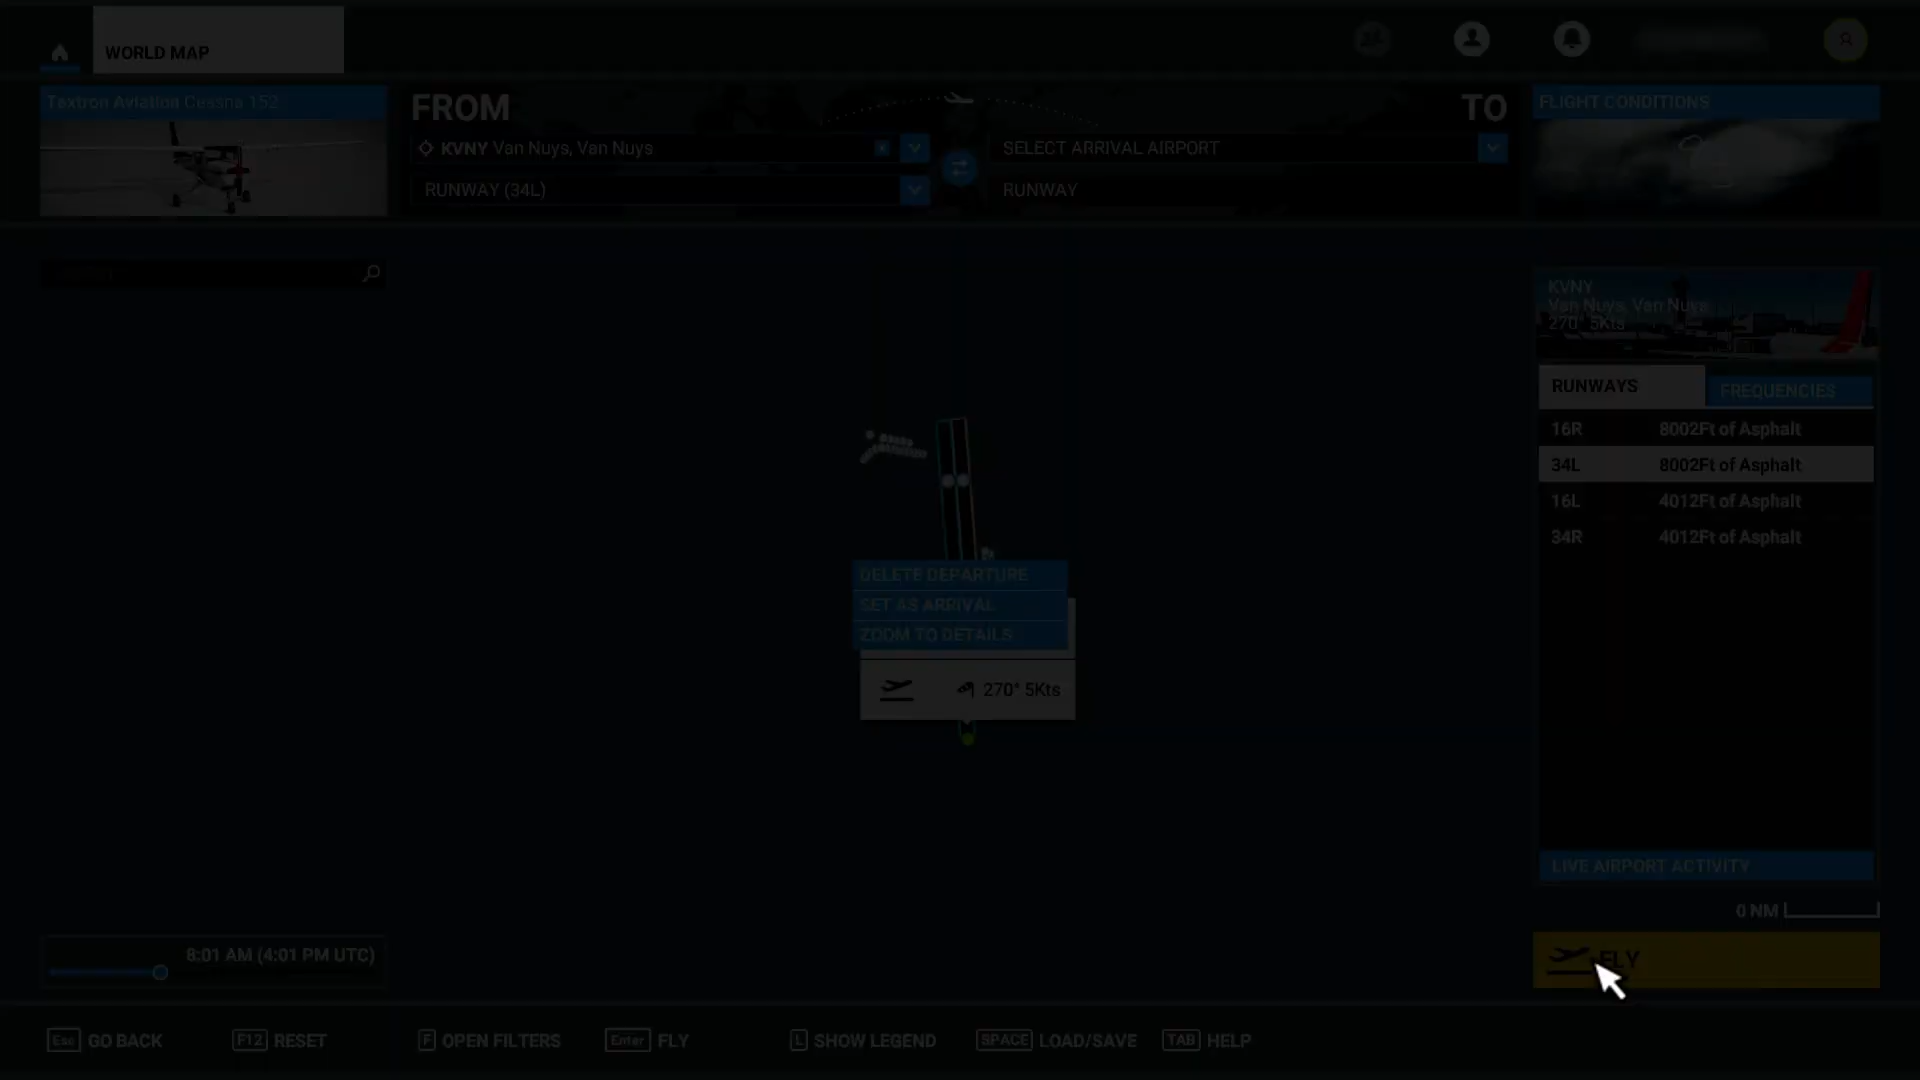 WORLD MAP
Textron Aviation Cessna 152
FROM
TO
FLIGHT CONDITIONS
KVNY Van Nuys, Van Nuys
x
SELECT ARRIVAL AIRPORT
RUNWAY (34L)
RUNWAY
KVNY
Van Nuys, Van Nuys
270° 5Kts
RUNWAYS
FREQUENCIES
16R 8002Ft of Asphalt
34L 8002Ft of Asphalt
16L 4012Ft of Asphalt
34R 4012Ft of Asphalt
DELETE DEPARTURE
SET AS ARRIVAL
ZOOM TO DETAILS
270° 5Kts
LIVE AIRPORT ACTIVITY
0 NM
8:01 AM (4:01 PM UTC)
FLY
Esc GO BACK
F12 RESET
F OPEN FILTERS
Enter FLY
L SHOW LEGEND
SPACE LOAD/SAVE
TAB HELP